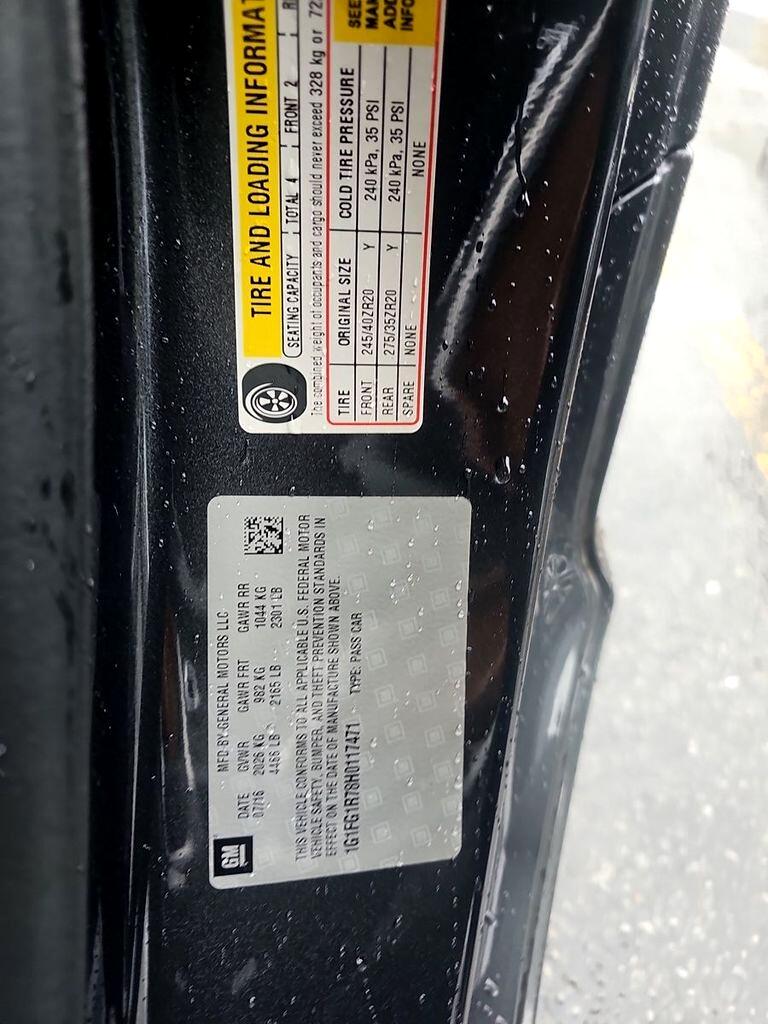 GM
MFD BY GENERAL MOTORS LLC
DATE GVWR GAWR FRT GAWR RR
07/16 2026 KG 982 KG 1044 KG
4466 LB 2165 LB 2301 LB
THIS VEHICLE CONFORMS TO ALL APPLICABLE U.S. FEDERAL MOTOR
VEHICLE SAFETY, BUMPER, AND THEFT PREVENTION STANDARDS IN
EFFECT ON THE DATE OF MANUFACTURE SHOWN ABOVE.
1G1FG1R78H0117471 TYPE: PASS CAR
TIRE AND LOADING INFORMAT
SEATING CAPACITY TOTAL 4 FRONT 2 R
The combined weight of occupants and cargo should never exceed 328 kg or 72
TIRE ORIGINAL SIZE COLD TIRE PRESSURE
FRONT 245/40ZR20 Y 240 kPa, 35 PSI
REAR 275/35ZR20 Y 240 kPa, 35 PSI
SPARE NONE NONE
SEE
MAN
ADD
INFO